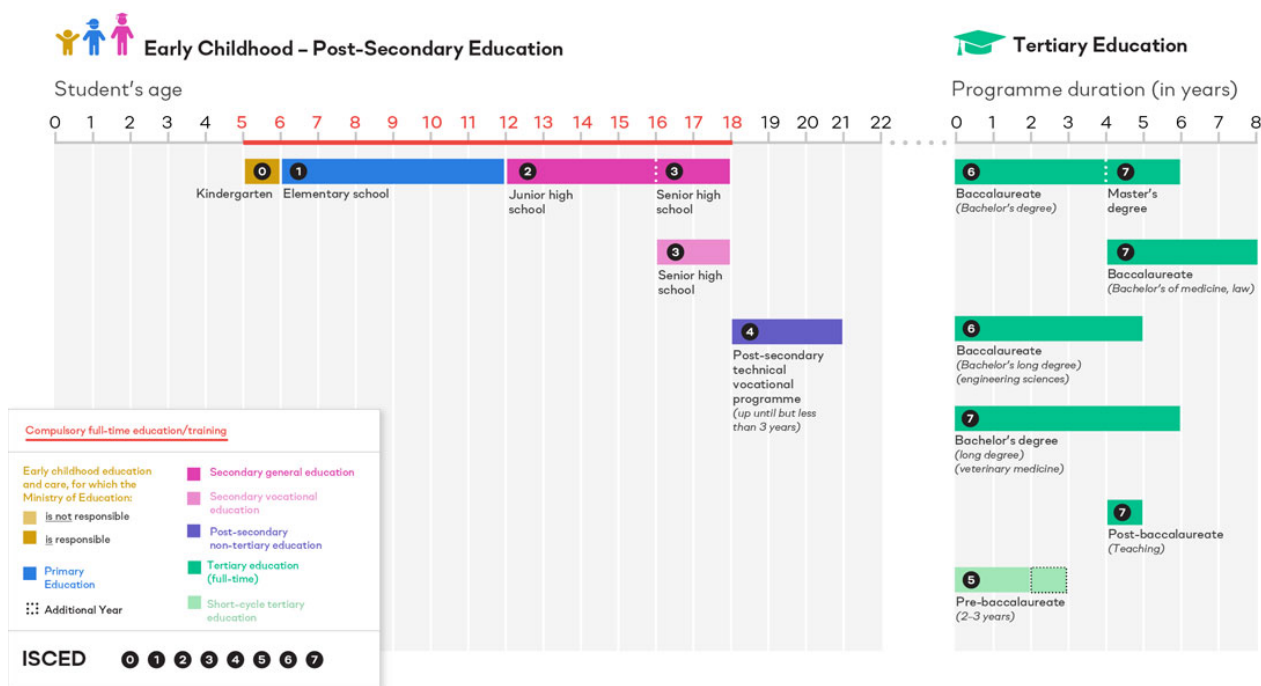 Early Childhood – Post-Secondary Education
Student's age
0 1 2 3 4 5 6 7 8 9 10 11 12 13 14 15 16 17 18 19 20 21 22
0
Kindergarten
1
Elementary school
2
Junior high
school
3
Senior high
school
3
Senior high
school
4
Post-secondary
technical
vocational
programme
(up until but less
than 3 years)
Tertiary Education
Programme duration (in years)
0 1 2 3 4 5 6 7 8
6
Baccalaureate
(Bachelor's degree)
7
Master's
degree
7
Baccalaureate
(Bachelor's of medicine, law)
6
Baccalaureate
(Bachelor's long degree)
(engineering sciences)
7
Bachelor's degree
(long degree)
(veterinary medicine)
7
Post-baccalaureate
(Teaching)
5
Pre-baccalaureate
(2–3 years)
Compulsory full-time education/training
Early childhood education
and care, for which the
Ministry of Education:
is not responsible
is responsible
Primary
Education
Additional Year
Secondary general education
Secondary vocational
education
Post-secondary
non-tertiary education
Tertiary education
(full-time)
Short-cycle tertiary
education
ISCED 0 1 2 3 4 5 6 7